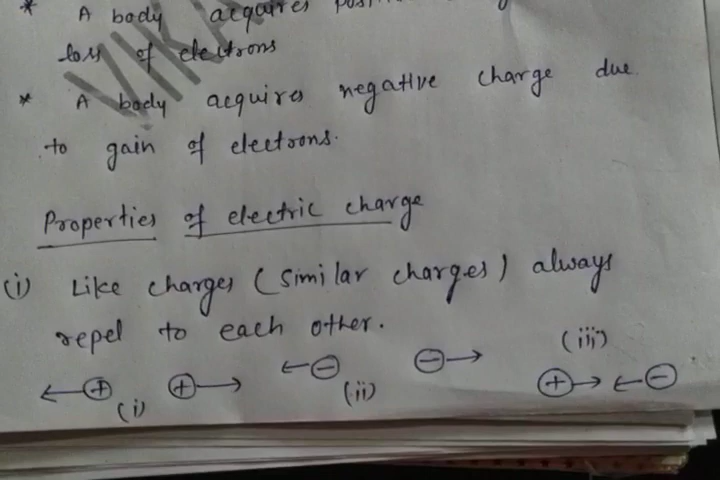 * A body acquires
loss of electrons
* A body acquires negative charge due
to gain of electrons.
Properties of electric charge
(i) Like charges (similar charges) always
repel to each other.
(iii)
← ⊕ ⊕ → ← ⊖ ⊖ → ⊕ → ← ⊖
(i) (ii)